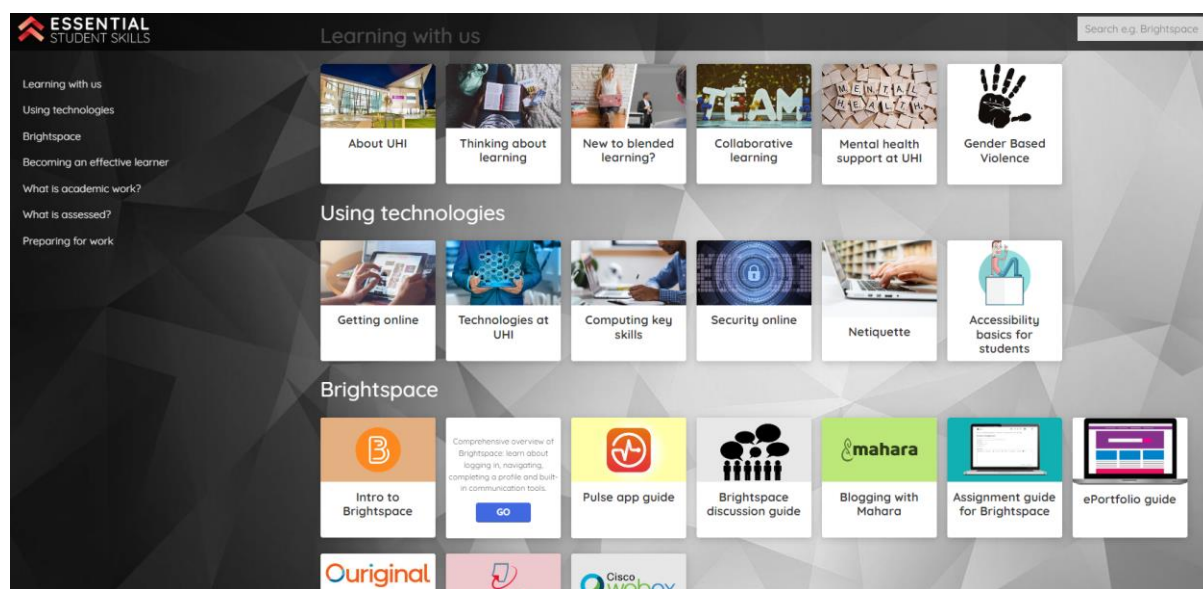 ESSENTIAL
STUDENT SKILLS
Search e.g. Brightspace
Learning with us
Using technologies
Brightspace
Becoming an effective learner
What is academic work?
What is assessed?
Preparing for work
Learning with us
About UHI
Thinking about
learning
New to blended
learning?
TEAM
Collaborative
learning
MENTAL
HEALTH
Mental health
support at UHI
Gender Based
Violence
Using technologies
Getting online
Technologies at
UHI
Computing key
skills
Security online
Netiquette
Accessibility
basics for
students
Brightspace
B
Intro to
Brightspace
Comprehensive overview of
Brightspace: learn about
logging in, navigating,
completing a profile and built-
in communication tools.
GO
Pulse app guide
Brightspace
discussion guide
mahara
Blogging with
Mahara
Assignment guide
for Brightspace
ePortfolio guide
Ouriginal
Cisco
webex